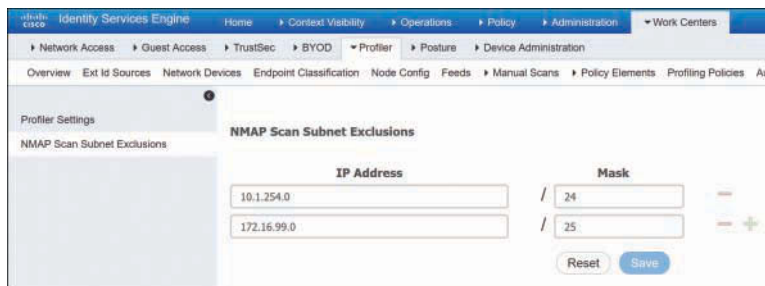 cisco Identity Services Engine Home Context Visibility Operations Policy Administration Work Centers
Network Access Guest Access TrustSec BYOD Profiler Posture Device Administration
Overview Ext Id Sources Network Devices Endpoint Classification Node Config Feeds Manual Scans Policy Elements Profiling Policies
Profiler Settings
NMAP Scan Subnet Exclusions
NMAP Scan Subnet Exclusions
IP Address Mask
10.1.254.0 / 24
172.16.99.0 / 25
Reset Save